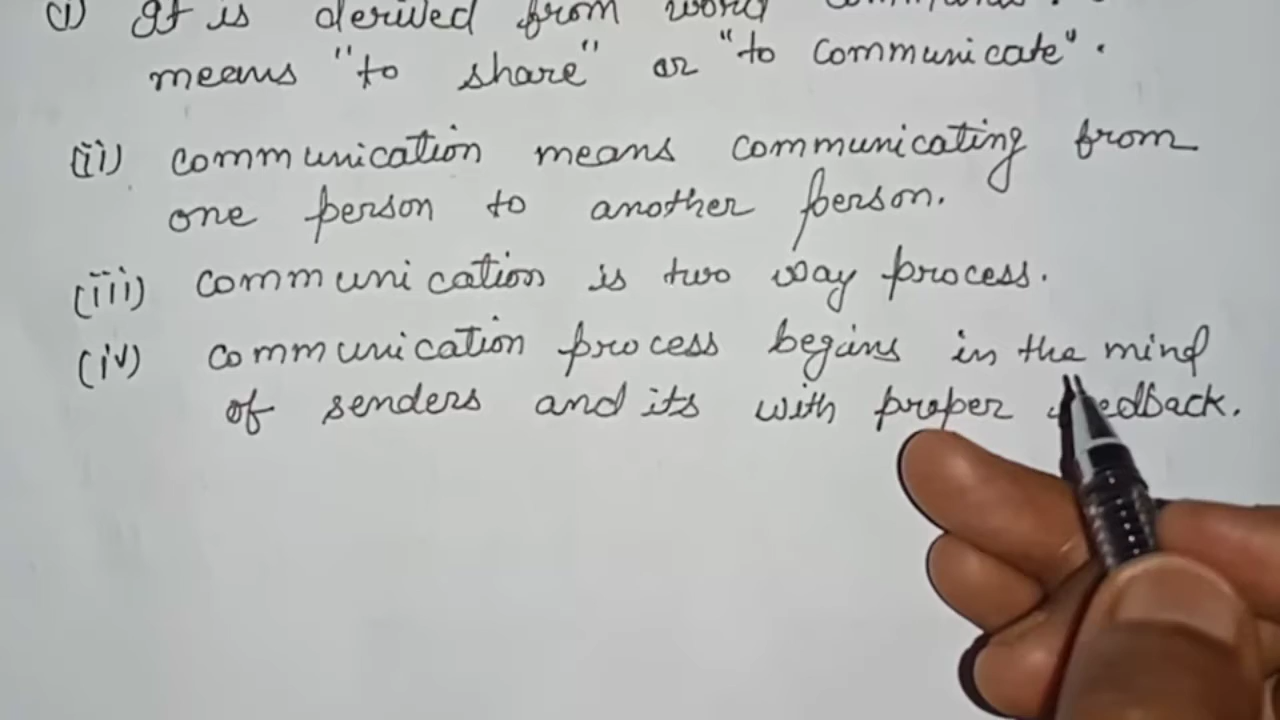 (i) It is derived from word
means "to share" or "to communicate".
(ii) communication means communicating from
one person to another person.
(iii) communication is two way process.
(iv) communication process begins in the mind
of senders and its with proper